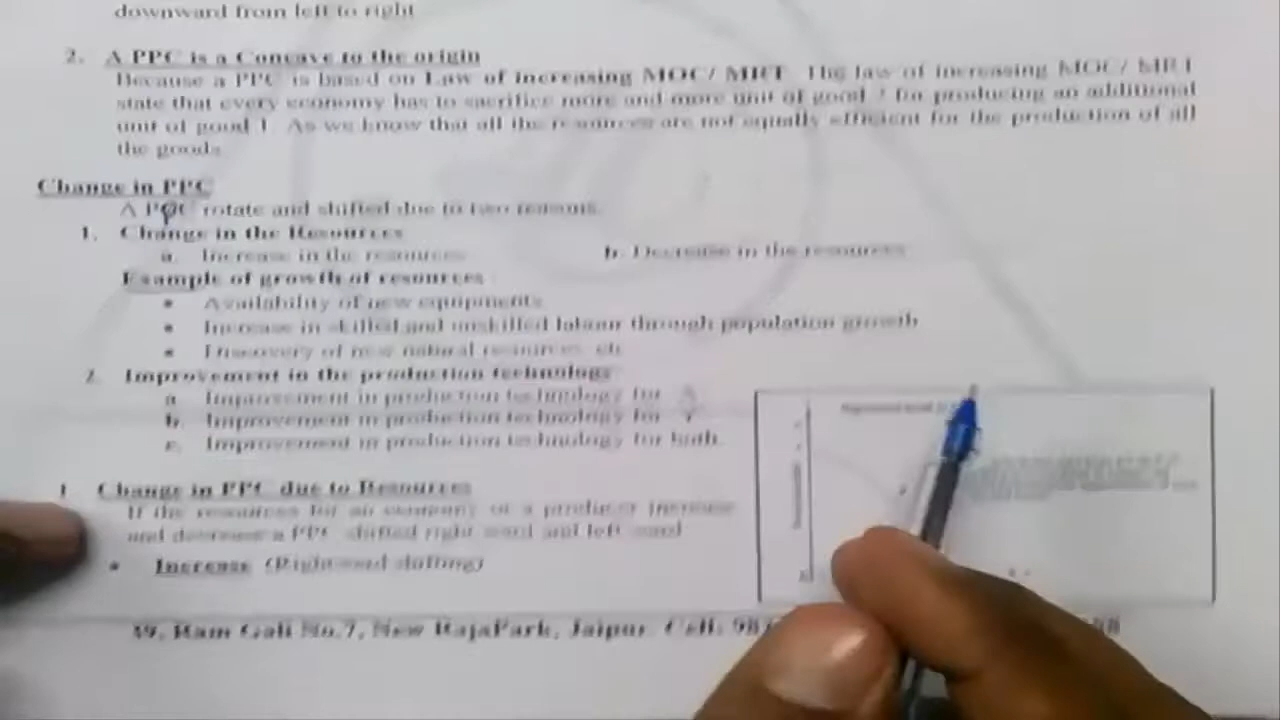 downward from left to right
2. A PPC is a Concave to the origin
Because a PPC is based on Law of increasing MOC/ MRT. The law of increasing MOC/ MRT
state that every economy has to sacrifice more and more unit of good 2 for producing an additional
unit of good 1. As we know that all the resources are not equally efficient for the production of all
the goods.
Change in PPC
A PPC rotate and shifted due to two reasons.
1. Change in the Resources
a. Increase in the resources b. Decrease in the resources
Example of growth of resources
• Availability of new equipments
• Increase in skilled and unskilled labour through population growth
• Discovery of new natural resources etc
2. Improvement in the production technology
a. Improvement in production technology for X
b. Improvement in production technology for Y
c. Improvement in production technology for both
1 Change in PPC due to Resources
If the resources for an economy or a producer increase
and decrease a PPC shifted right ward and left ward
• Increase (Rightward shifting)
49, Ram Gali No.7, New RajaPark, Jaipur. Cell: 98